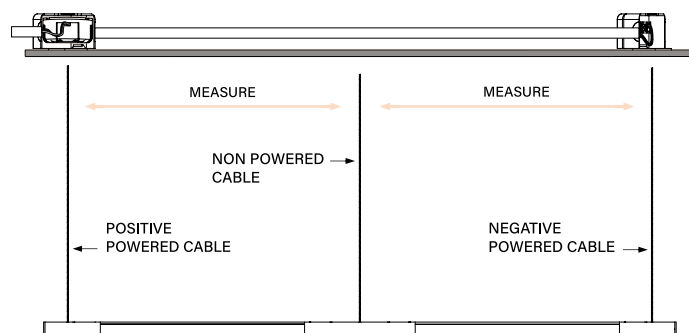 MEASURE
MEASURE
NON POWERED
CABLE
POSITIVE
POWERED CABLE
NEGATIVE
POWERED CABLE